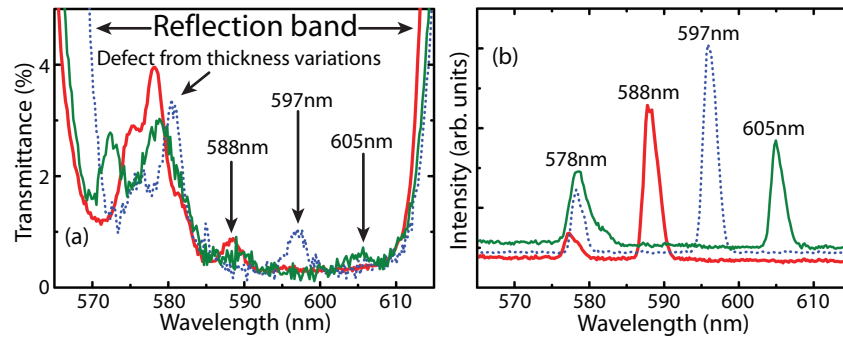 Reflection band
Defect from thickness variations
588nm
597nm
605nm
Transmittance (%)
4
2
0
(a)
570
580
590
600
610
Wavelength (nm)
(b)
597nm
588nm
578nm
605nm
Intensity (arb. units)
570
580
590
600
610
Wavelength (nm)